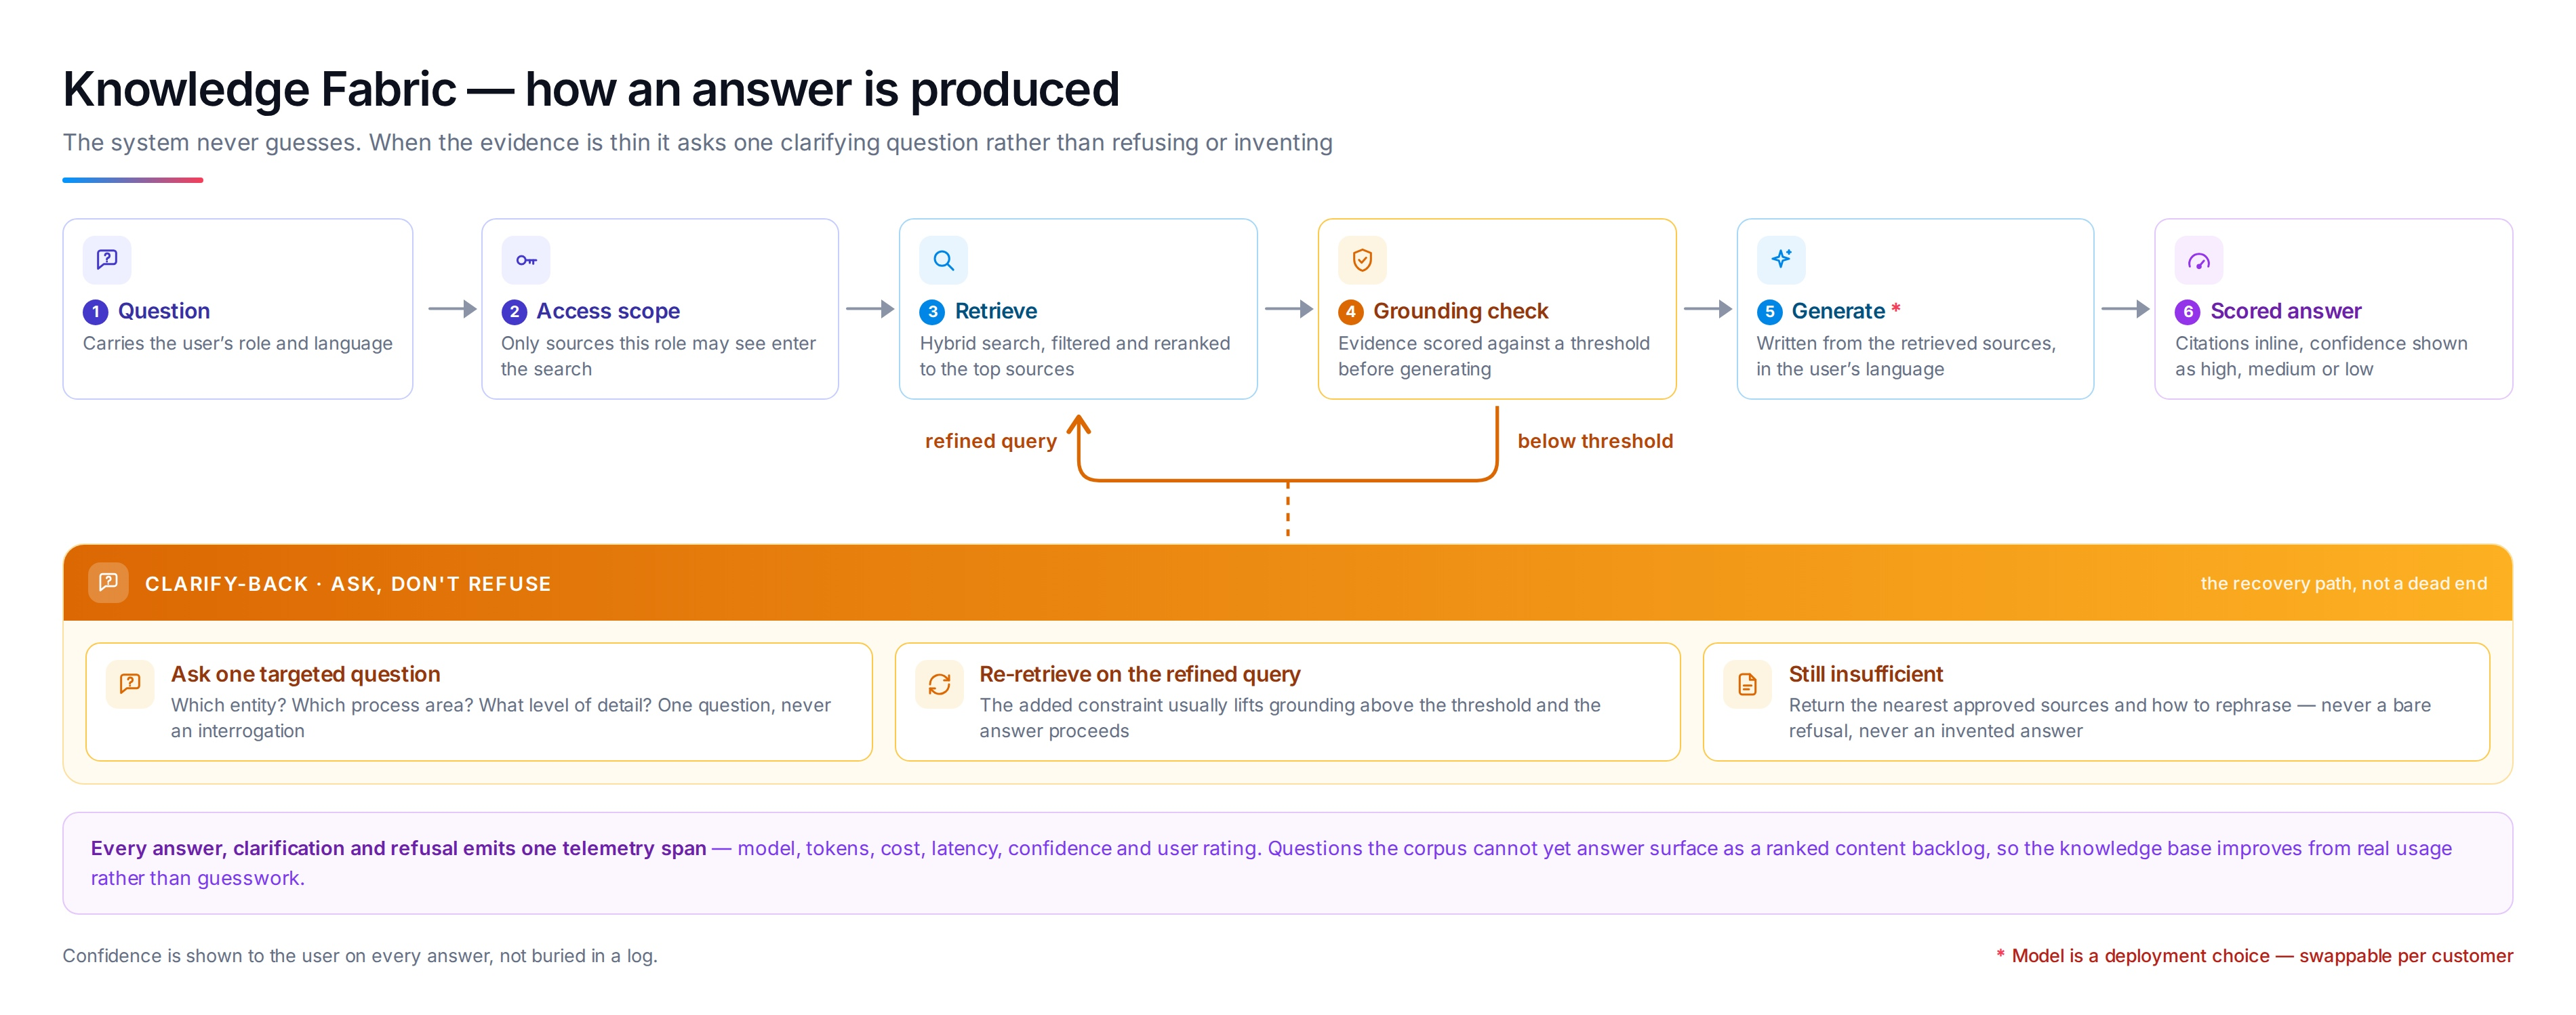 Knowledge Fabric — how an answer is produced
The system never guesses. When the evidence is thin it asks one clarifying question rather than refusing or inventing
1 Question
Carries the user’s role and language
2 Access scope
Only sources this role may see enter
the search
3 Retrieve
Hybrid search, filtered and reranked
to the top sources
4 Grounding check
Evidence scored against a threshold
before generating
5 Generate *
Written from the retrieved sources,
in the user’s language
6 Scored answer
Citations inline, confidence shown
as high, medium or low
refined query
below threshold
CLARIFY-BACK · ASK, DON'T REFUSE
the recovery path, not a dead end
Ask one targeted question
Which entity? Which process area? What level of detail? One question, never
an interrogation
Re-retrieve on the refined query
The added constraint usually lifts grounding above the threshold and the
answer proceeds
Still insufficient
Return the nearest approved sources and how to rephrase — never a bare
refusal, never an invented answer
Every answer, clarification and refusal emits one telemetry span — model, tokens, cost, latency, confidence and user rating. Questions the corpus cannot yet answer surface as a ranked content backlog, so the knowledge base improves from real usage
rather than guesswork.
Confidence is shown to the user on every answer, not buried in a log.
* Model is a deployment choice — swappable per customer